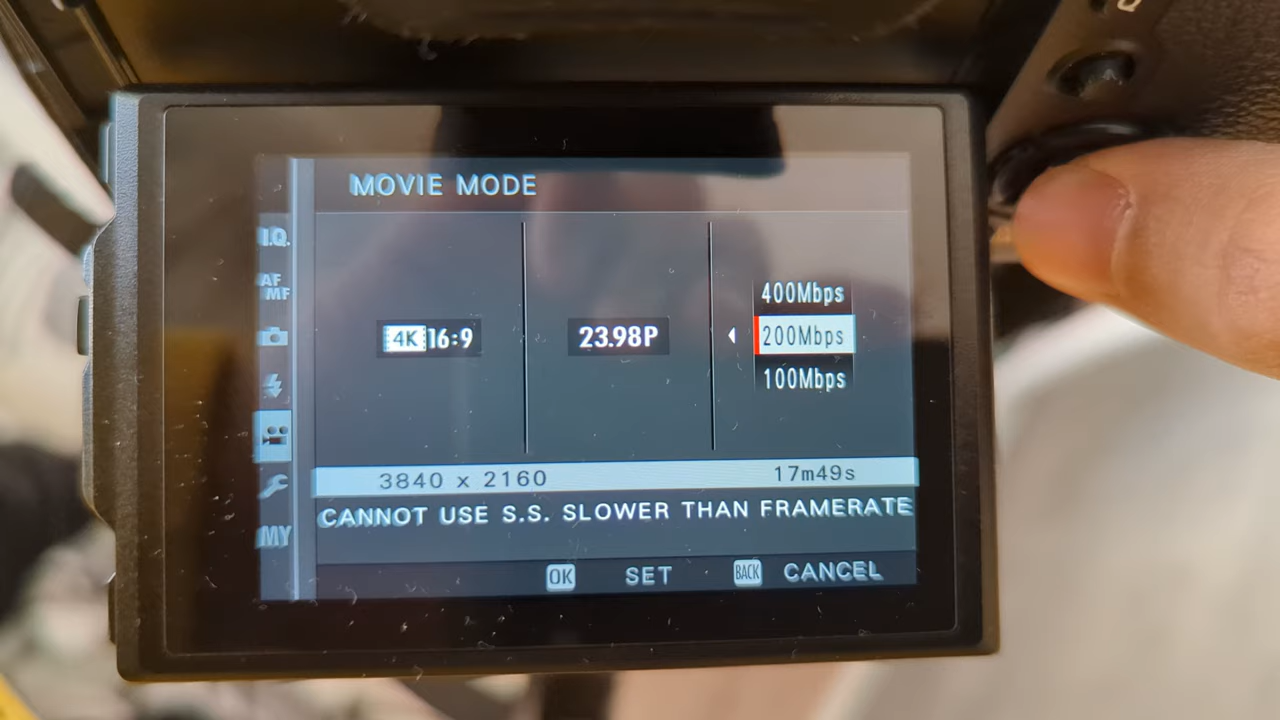 MOVIE MODE
I.Q.
AF
MF
MY
4K 16:9
23.98P
400Mbps
200Mbps
100Mbps
3840 x 2160 17m49s
CANNOT USE S.S. SLOWER THAN FRAMERATE
OK SET BACK CANCEL